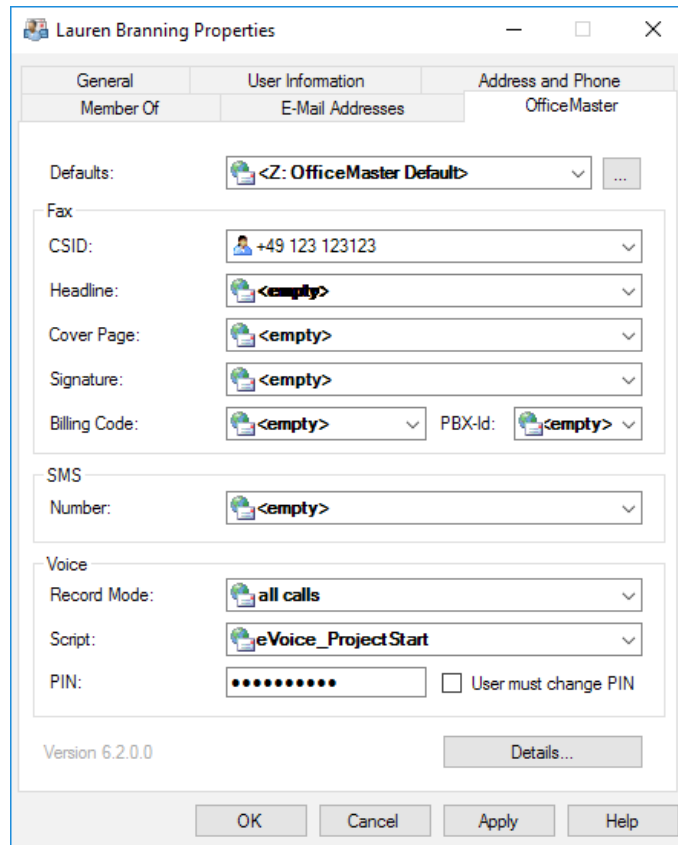 Lauren Branning Properties
General User Information Address and Phone
Member Of E-Mail Addresses OfficeMaster
Defaults: <Z: OfficeMaster Default> ...
Fax
CSID: +49 123 123123
Headline: <empty>
Cover Page: <empty>
Signature: <empty>
Billing Code: <empty> PBX-Id: <empty>
SMS
Number: <empty>
Voice
Record Mode: all calls
Script: eVoice_ProjectStart
PIN: ●●●●●●●●●● User must change PIN
Version 6.2.0.0 Details...
OK Cancel Apply Help